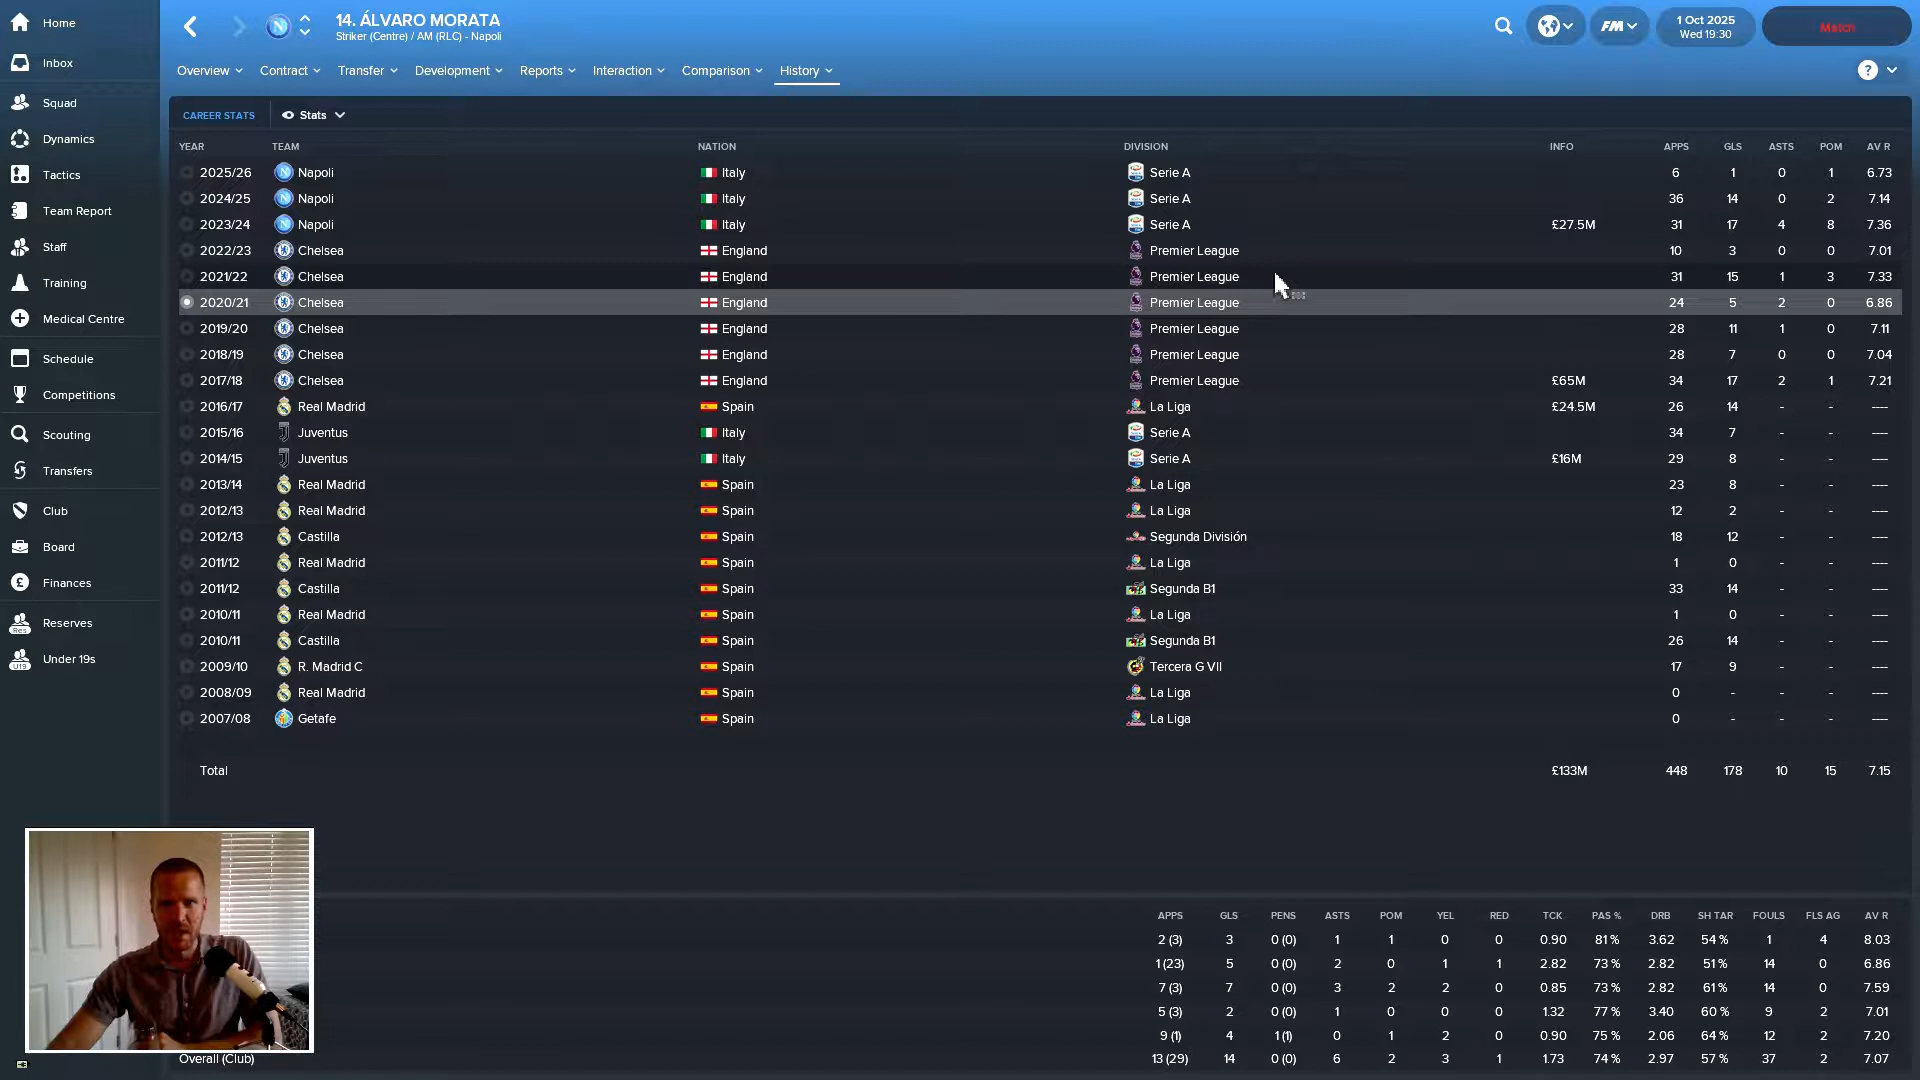 Home
Inbox
Squad
Dynamics
Tactics
Team Report
Staff
Training
Medical Centre
Schedule
Competitions
Scouting
Transfers
Club
Board
Finances
Reserves
Under 19s
14. ÁLVARO MORATA
Striker (Centre) / AM (RLC) - Napoli
FM
1 Oct 2025
Wed 19:30
Match
Overview Contract Transfer Development Reports Interaction Comparison History
CAREER STATS Stats
YEAR TEAM NATION DIVISION INFO APPS GLS ASTS POM AV R
2025/26 Napoli Italy Serie A 6 1 0 1 6.73
2024/25 Napoli Italy Serie A 36 14 0 2 7.14
2023/24 Napoli Italy Serie A £27.5M 31 17 4 8 7.36
2022/23 Chelsea England Premier League 10 3 0 0 7.01
2021/22 Chelsea England Premier League 31 15 1 3 7.33
2020/21 Chelsea England Premier League 24 5 2 0 6.86
2019/20 Chelsea England Premier League 28 11 1 0 7.11
2018/19 Chelsea England Premier League 28 7 0 0 7.04
2017/18 Chelsea England Premier League £65M 34 17 2 1 7.21
2016/17 Real Madrid Spain La Liga £24.5M 26 14 - - ----
2015/16 Juventus Italy Serie A 34 7 - - ----
2014/15 Juventus Italy Serie A £16M 29 8 - - ----
2013/14 Real Madrid Spain La Liga 23 8 - - ----
2012/13 Real Madrid Spain La Liga 12 2 - - ----
2012/13 Castilla Spain Segunda División 18 12 - - ----
2011/12 Real Madrid Spain La Liga 1 0 - - ----
2011/12 Castilla Spain Segunda B1 33 14 - - ----
2010/11 Real Madrid Spain La Liga 1 0 - - ----
2010/11 Castilla Spain Segunda B1 26 14 - - ----
2009/10 R. Madrid C Spain Tercera G VII 17 9 - - ----
2008/09 Real Madrid Spain La Liga 0 - - - ----
2007/08 Getafe Spain La Liga 0 - - - ----
Total £133M 448 178 10 15 7.15
APPS GLS PENS ASTS POM YEL RED TCK PAS % DRB SH TAR FOULS FLS AG AV R
2 (3) 3 0 (0) 1 1 0 0 0.90 81 % 3.62 54 % 1 4 8.03
1 (23) 5 0 (0) 2 0 1 1 2.82 73 % 2.82 51 % 14 0 6.86
7 (3) 7 0 (0) 3 2 2 0 0.85 73 % 2.82 61 % 14 0 7.59
5 (3) 2 0 (0) 1 0 0 0 1.32 77 % 3.40 60 % 9 2 7.01
9 (1) 4 1 (1) 0 1 2 0 0.90 75 % 2.06 64 % 12 2 7.20
Overall (Club) 13 (29) 14 0 (0) 6 2 3 1 1.73 74 % 2.97 57 % 37 2 7.07